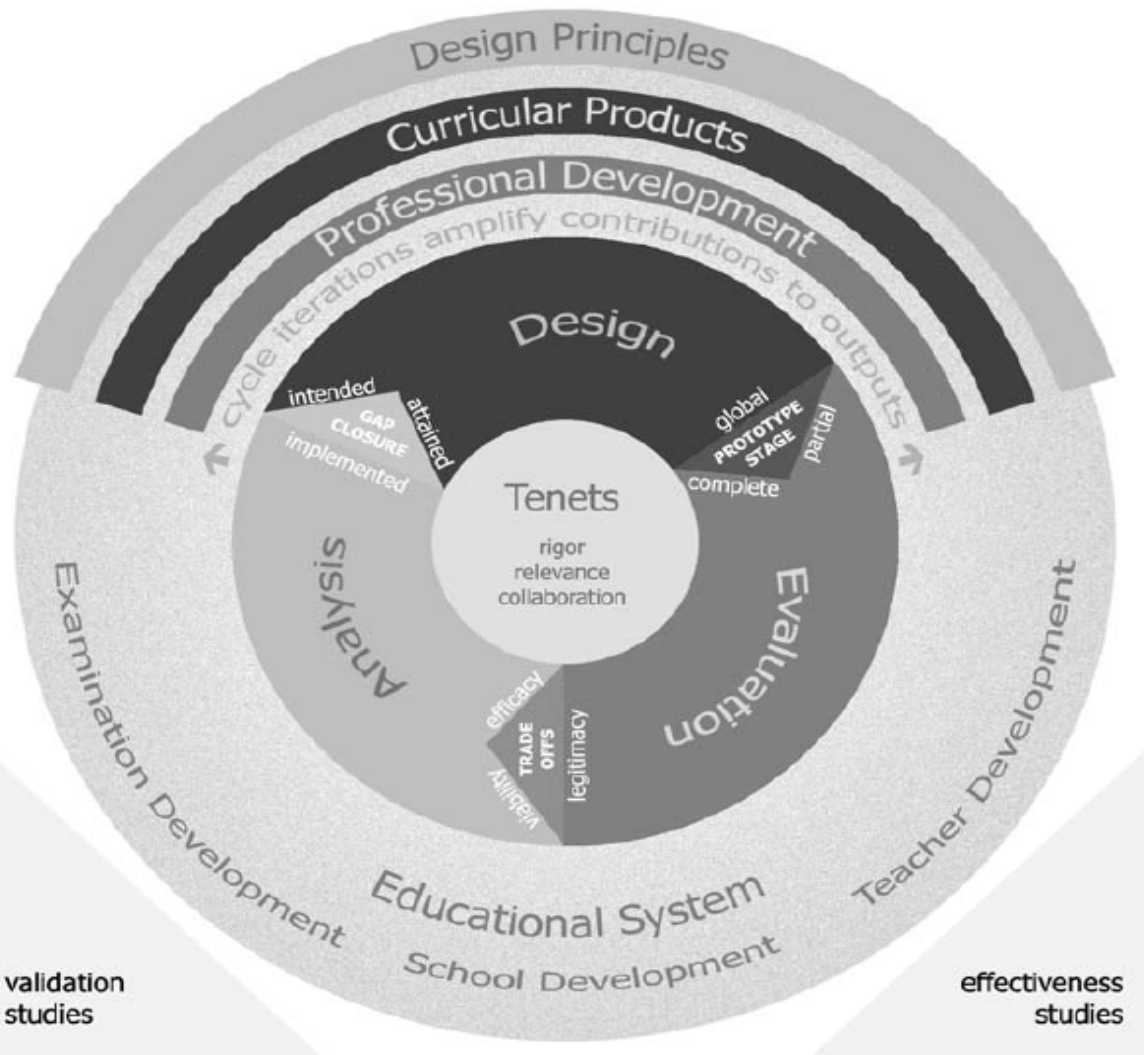 Design Principles
Curricular Products
Professional Development
cycle iterations amplify contributions to outputs
Design
intended
attained
GAP
CLOSURE
implemented
global
PROTOTYPE
STAGE
partial
complete
Tenets
rigor
relevance
collaboration
Analysis
Evaluation
efficacy
TRADE
OFFS
legitimacy
viability
Examination Development
Educational System
School Development
Teacher Development
validation
studies
effectiveness
studies